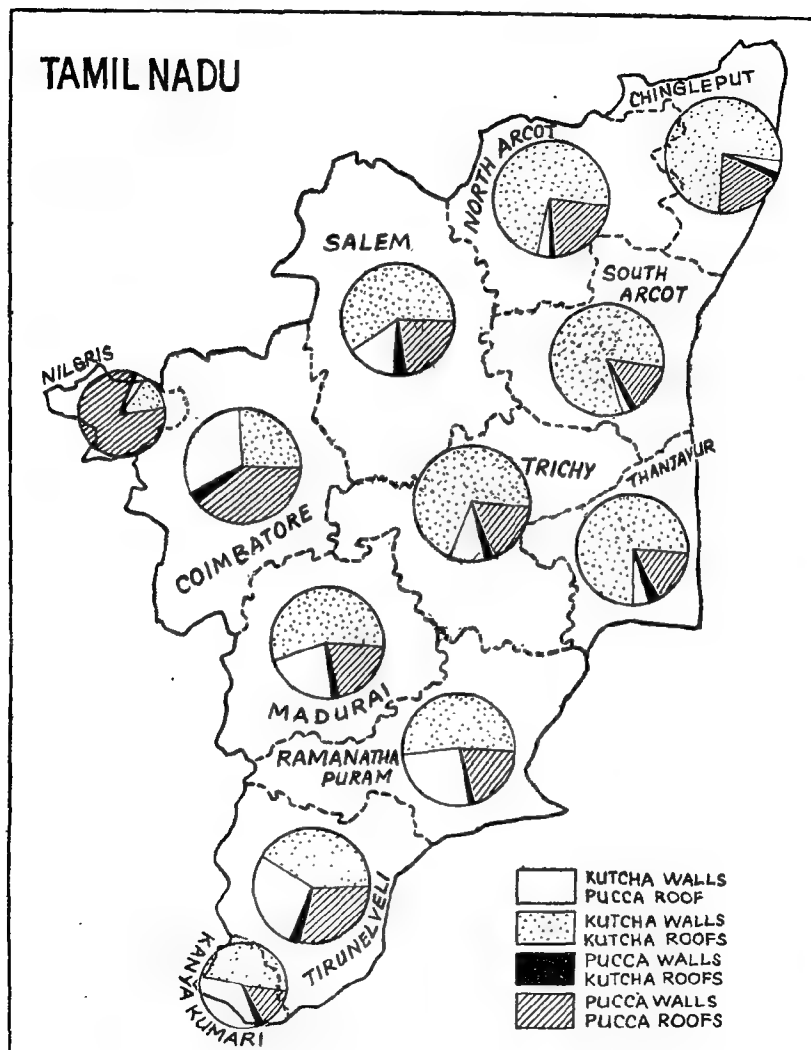 TAMIL NADU
CHINGLEPUT
NORTH ARCOT
SALEM
SOUTH
ARCOT
NILGRIS
TRICHY
THANJAVUR
COIMBATORE
MADURAI
RAMANATHA
PURAM
TIRUNELVELI
KANYA KUMARI
KUTCHA WALLS
PUCCA ROOF
KUTCHA WALLS
KUTCHA ROOFS
PUCCA WALLS
KUTCHA ROOFS
PUCCA WALLS
PUCCA ROOFS